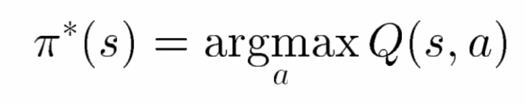 π*(s) = argmax Q(s, a)
a